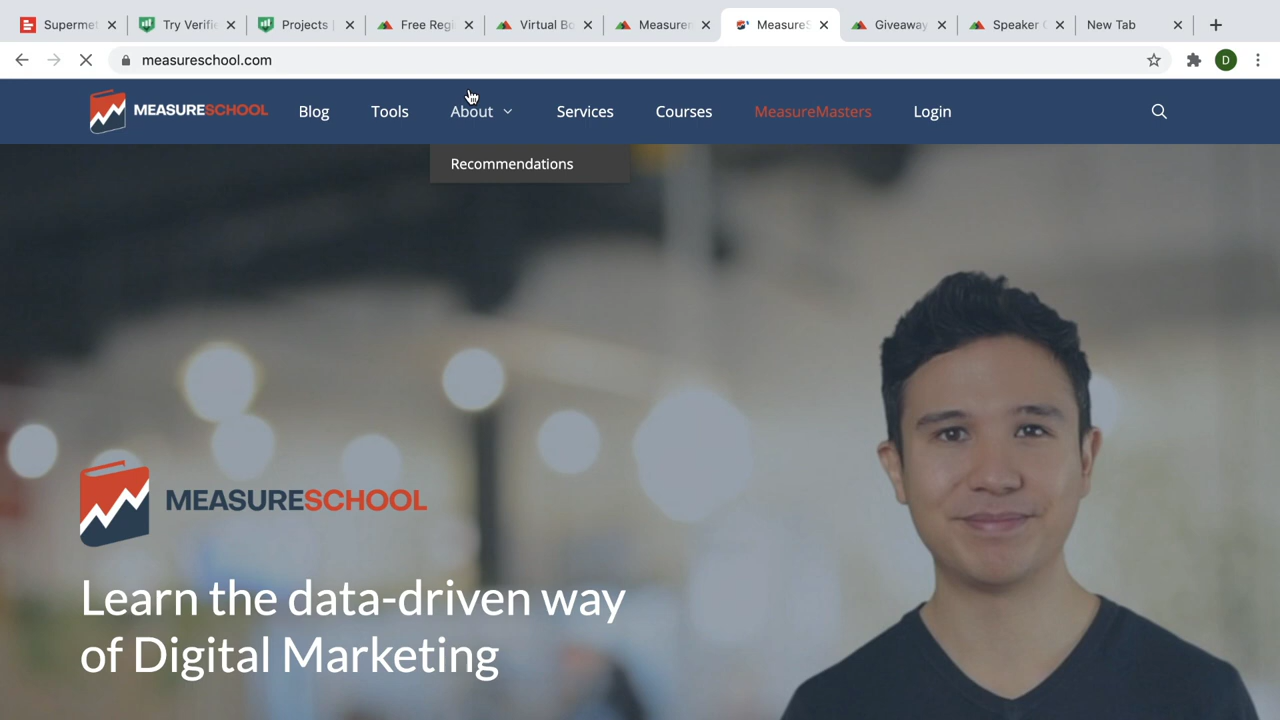 Supermet
Try Verifie
Projects
Free Regi
Virtual Bo
Measurem
MeasureS
Giveaway
Speaker
New Tab
measureschool.com
D
MEASURESCHOOL
Blog
Tools
About
Services
Courses
MeasureMasters
Login
Recommendations
MEASURESCHOOL
Learn the data-driven way
of Digital Marketing